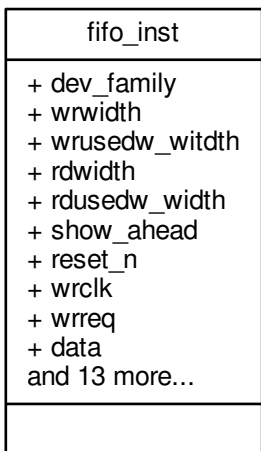 fifo_inst
+ dev_family
+ wrwidth
+ wrusedw_witdth
+ rdwidth
+ rdusedw_width
+ show_ahead
+ reset_n
+ wrclk
+ wrreq
+ data
and 13 more...